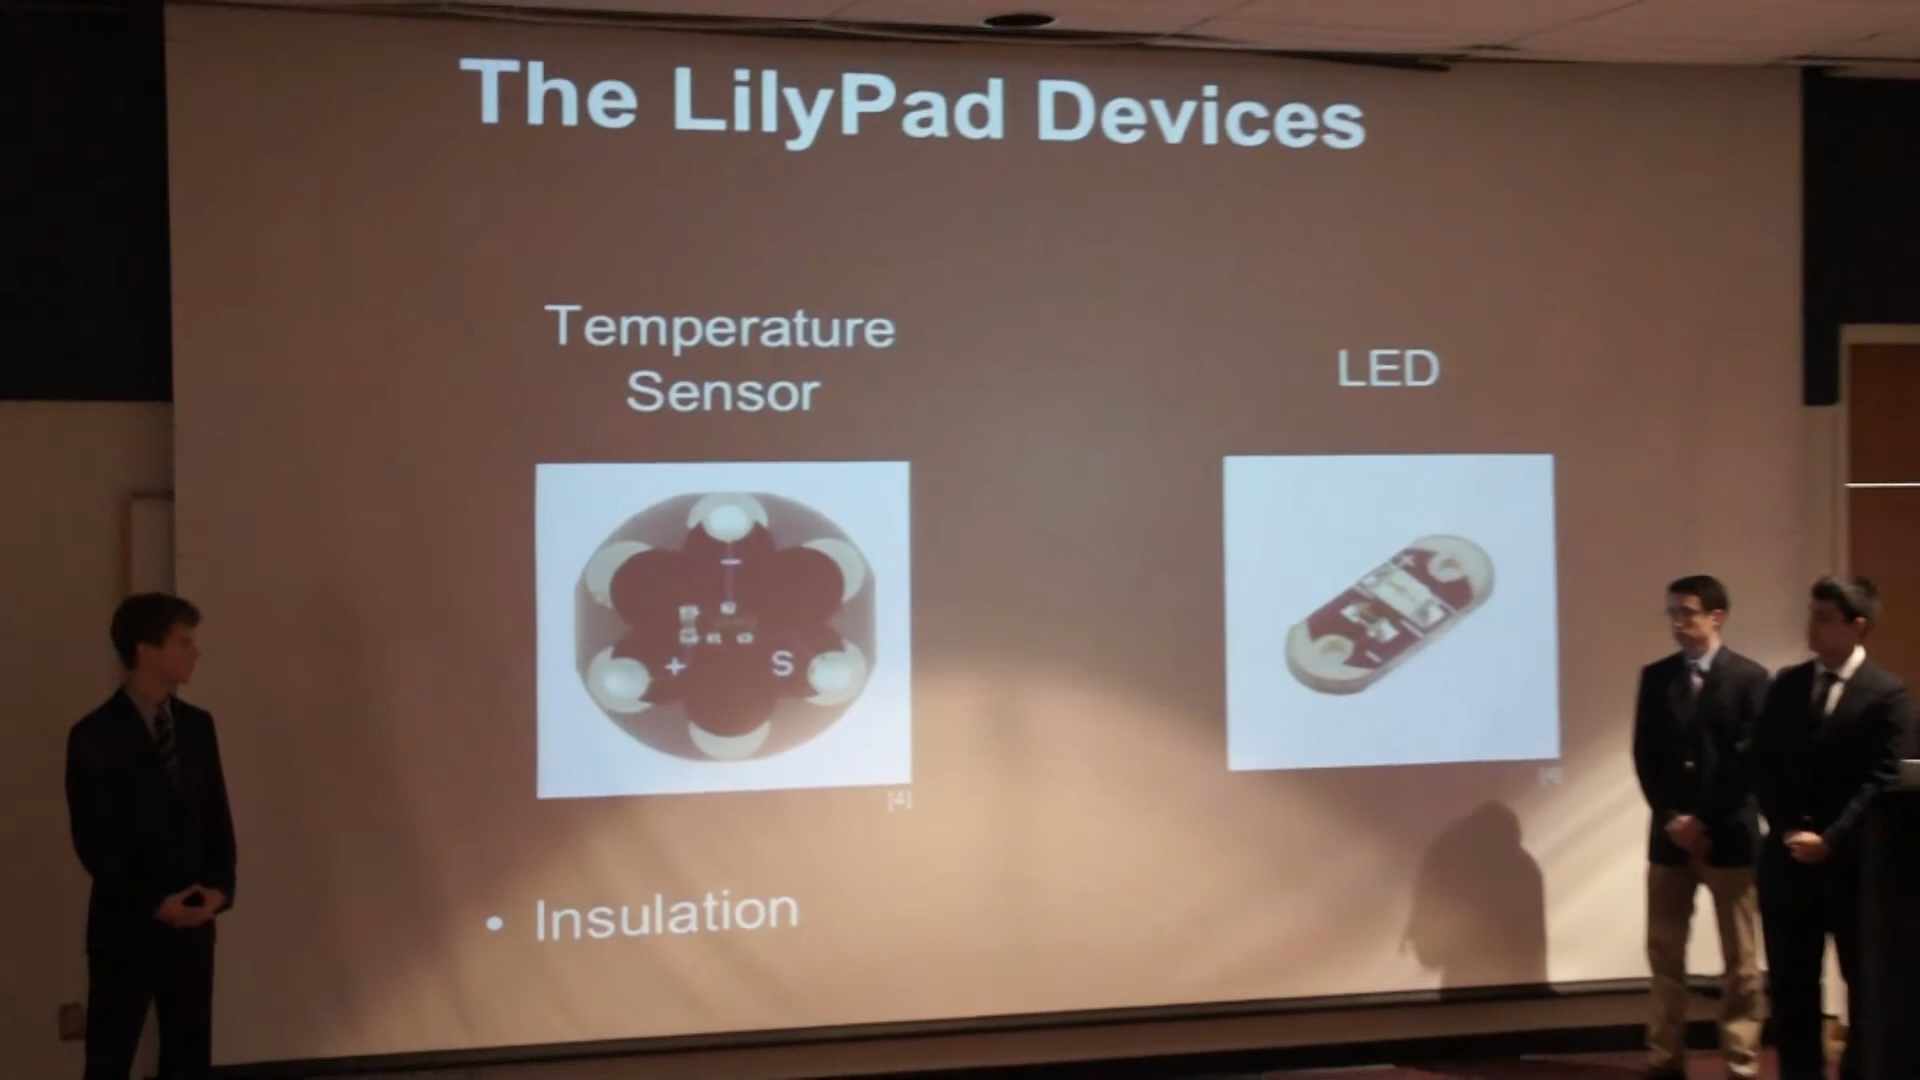 The LilyPad Devices
Temperature
Sensor
LED
−
+ S
+
−
[4]
• Insulation